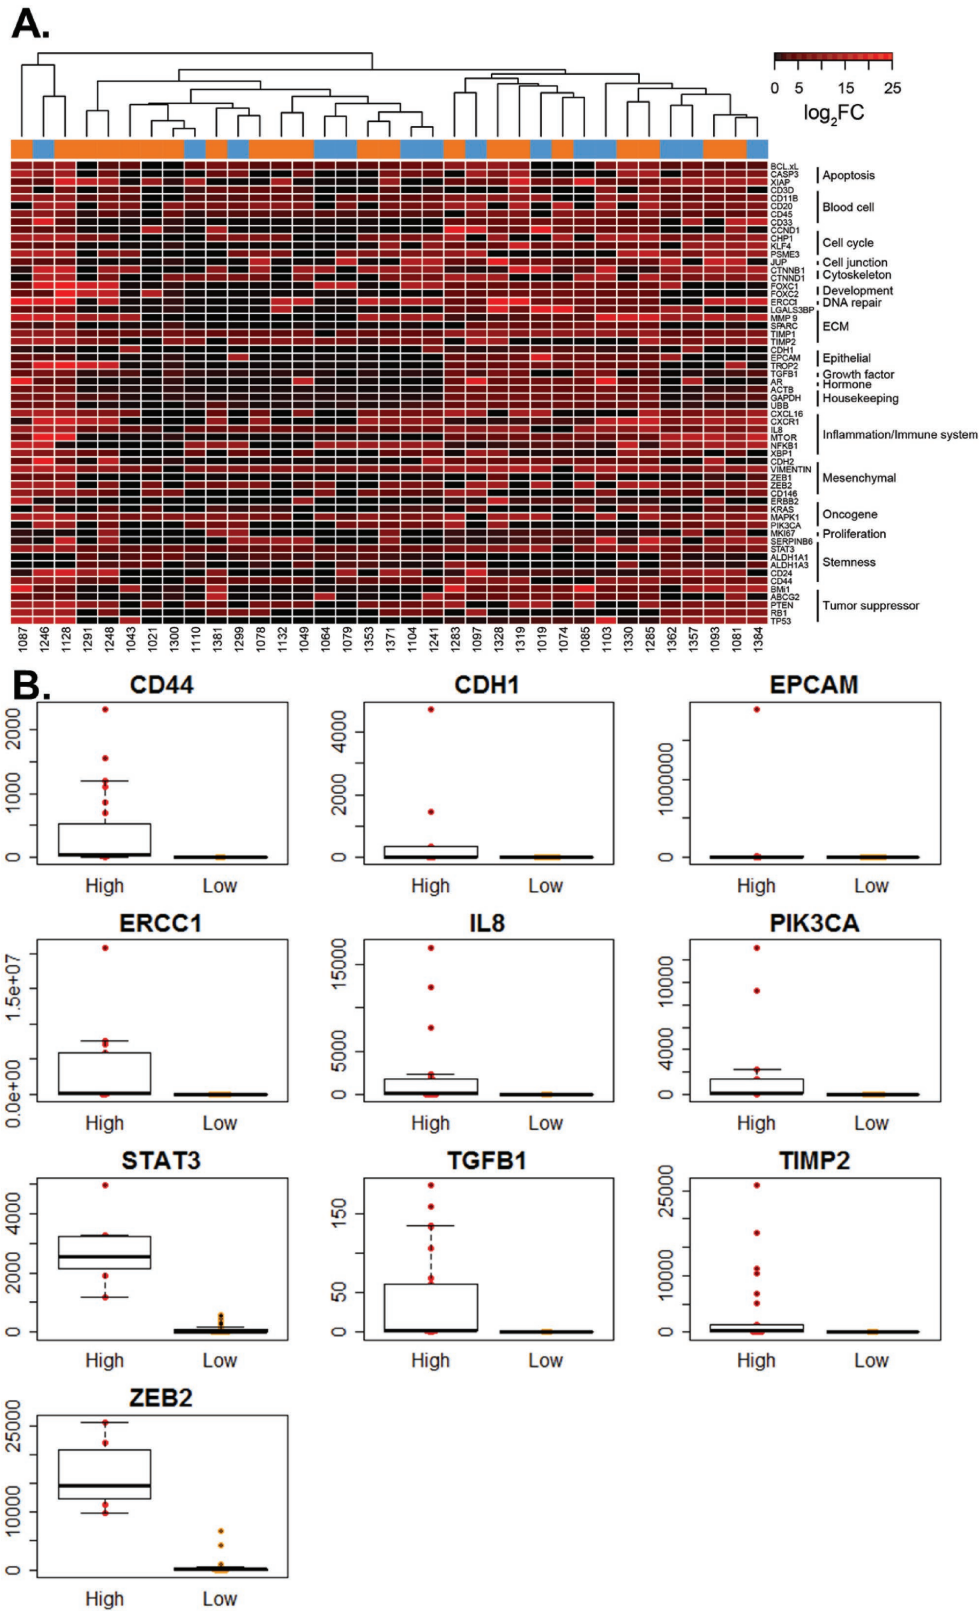 A.
0 5 15 25
log2FC
BCL.xL
CASP3
XIAP
Apoptosis
CD3D
CD11B
CD20
CD45
CD33
Blood cell
CCND1
CHP1
KLF4
PSME3
Cell cycle
JUP
Cell junction
CTNNB1
CTNND1
Cytoskeleton
FOXC1
FOXC2
Development
ERCC1
DNA repair
LGALS3BP
MMP9
SPARC
TIMP1
TIMP2
ECM
CDH1
EPCAM
TROP2
Epithelial
TGFB1
Growth factor
AR
Hormone
ACTB
GAPDH
UBB
Housekeeping
CXCL16
CXCR1
IL8
MTOR
NFKB1
XBP1
Inflammation/Immune system
CDH2
VIMENTIN
ZEB1
ZEB2
CD146
Mesenchymal
ERBB2
KRAS
MAPK1
PIK3CA
Oncogene
MKI67
Proliferation
SERPINB6
STAT3
ALDH1A1
ALDH1A3
CD24
CD44
Stemness
BMI1
ABCG2
PTEN
RB1
TP53
Tumor suppressor
1087 1246 1128 1291 1248 1043 1021 1300 1110 1381 1299 1078 1132 1049 1064 1079 1353 1371 1104 1241 1283 1097 1328 1319 1019 1074 1085 1103 1330 1285 1362 1357 1093 1081 1384
B.
CD44
0 1000 2000
High Low
CDH1
0 2000 4000
High Low
EPCAM
0 1000000
High Low
ERCC1
0.0e+00 1.5e+07
High Low
IL8
0 5000 15000
High Low
PIK3CA
0 4000 10000
High Low
STAT3
0 2000 4000
High Low
TGFB1
0 50 150
High Low
TIMP2
0 10000 25000
High Low
ZEB2
0 10000 25000
High Low